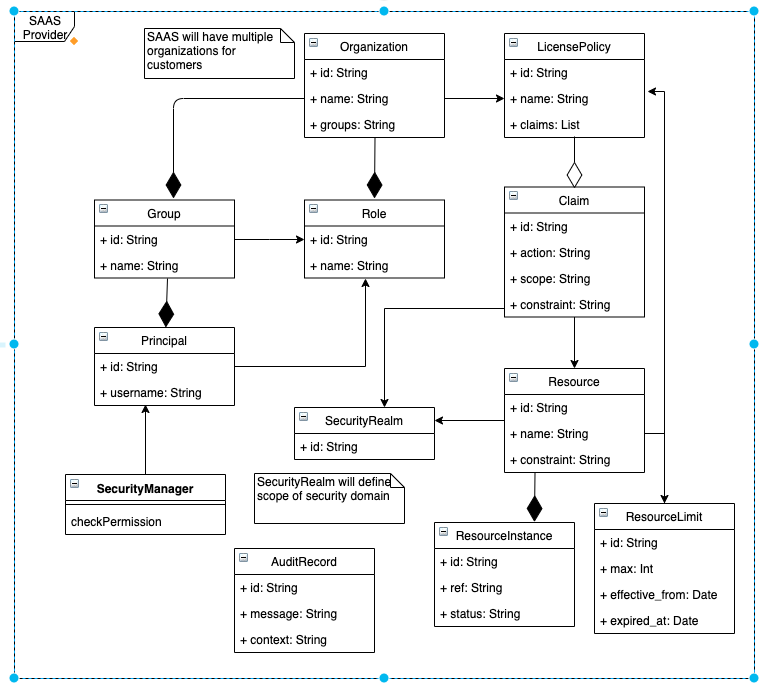 SAAS
Provider
SAAS will have multiple
organizations for
customers
Organization
+ id: String
+ name: String
+ groups: String
LicensePolicy
+ id: String
+ name: String
+ claims: List
Group
+ id: String
+ name: String
Role
+ id: String
+ name: String
Claim
+ id: String
+ action: String
+ scope: String
+ constraint: String
Principal
+ id: String
+ username: String
SecurityRealm
+ id: String
Resource
+ id: String
+ name: String
+ constraint: String
SecurityManager
checkPermission
SecurityRealm will define
scope of security domain
ResourceInstance
+ id: String
+ ref: String
+ status: String
ResourceLimit
+ id: String
+ max: Int
+ effective_from: Date
+ expired_at: Date
AuditRecord
+ id: String
+ message: String
+ context: String